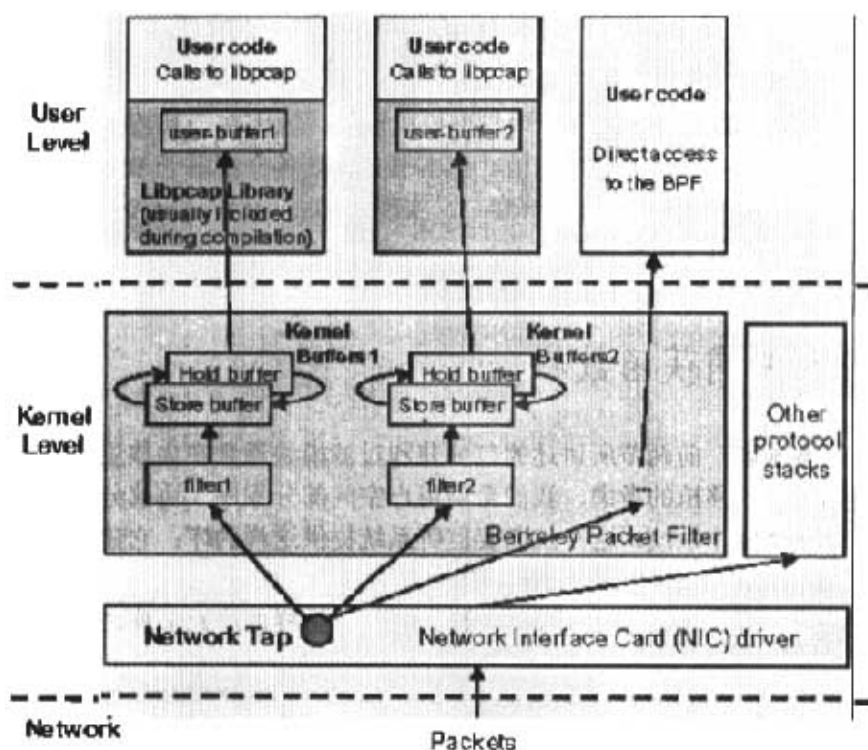 User code
Calls to libpcap
User code
Calls to libpcap
User code
Direct access
to the BPF
user-buffer1
user-buffer2
Libpcap Library
(usually included
during compilation)
User
Level
Kernel
Buffers1
Kernel
Buffers2
Hold buffer
Store buffer
Hold buffer
Store buffer
filter1
filter2
Kernel
Level
Other
protocol
stacks
Berkeley Packet Filter
Network Tap
Network Interface Card (NIC) driver
Network
Packets